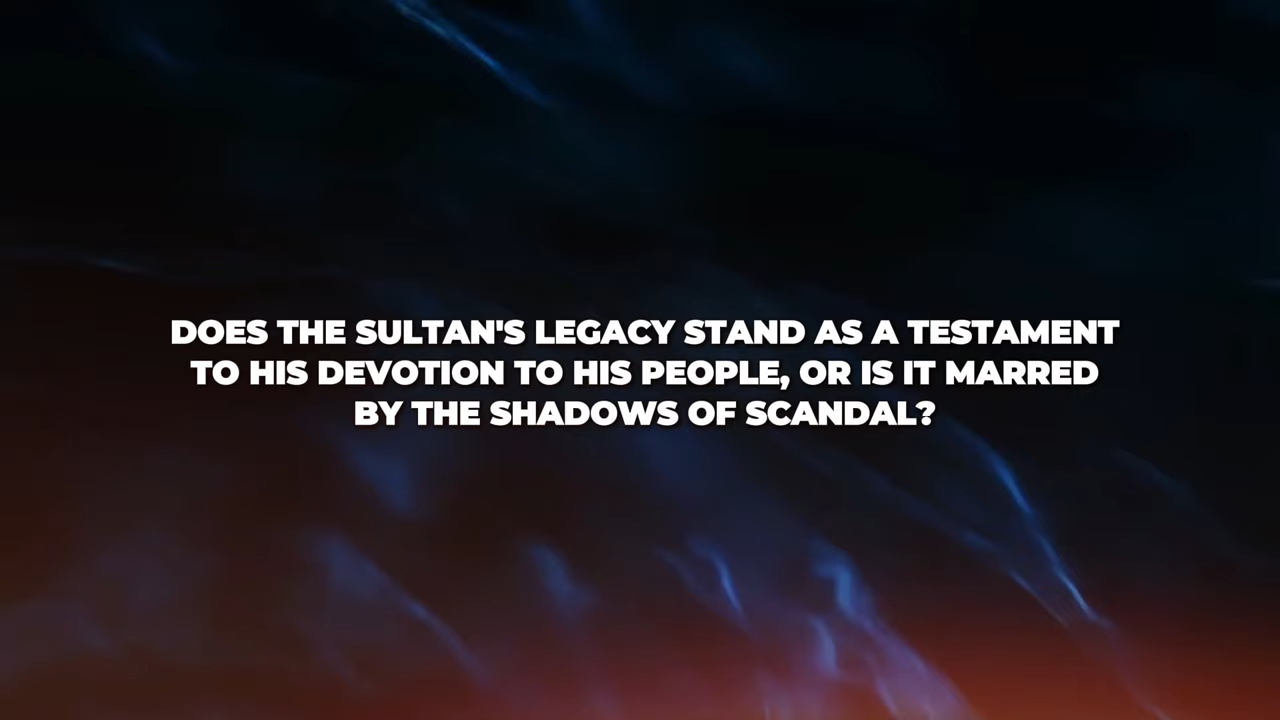 DOES THE SULTAN'S LEGACY STAND AS A TESTAMENT
TO HIS DEVOTION TO HIS PEOPLE, OR IS IT MARRED
BY THE SHADOWS OF SCANDAL?